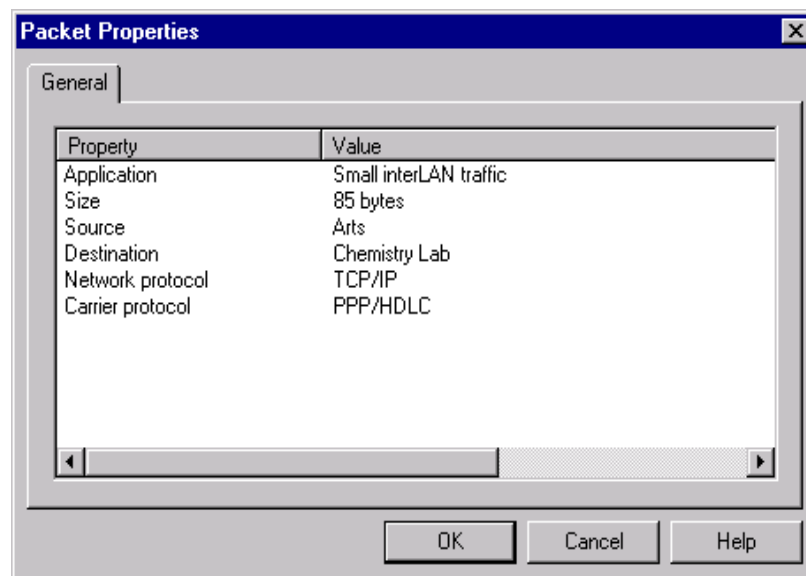 Packet Properties
General
Property Value
Application Small interLAN traffic
Size 85 bytes
Source Arts
Destination Chemistry Lab
Network protocol TCP/IP
Carrier protocol PPP/HDLC
OK Cancel Help